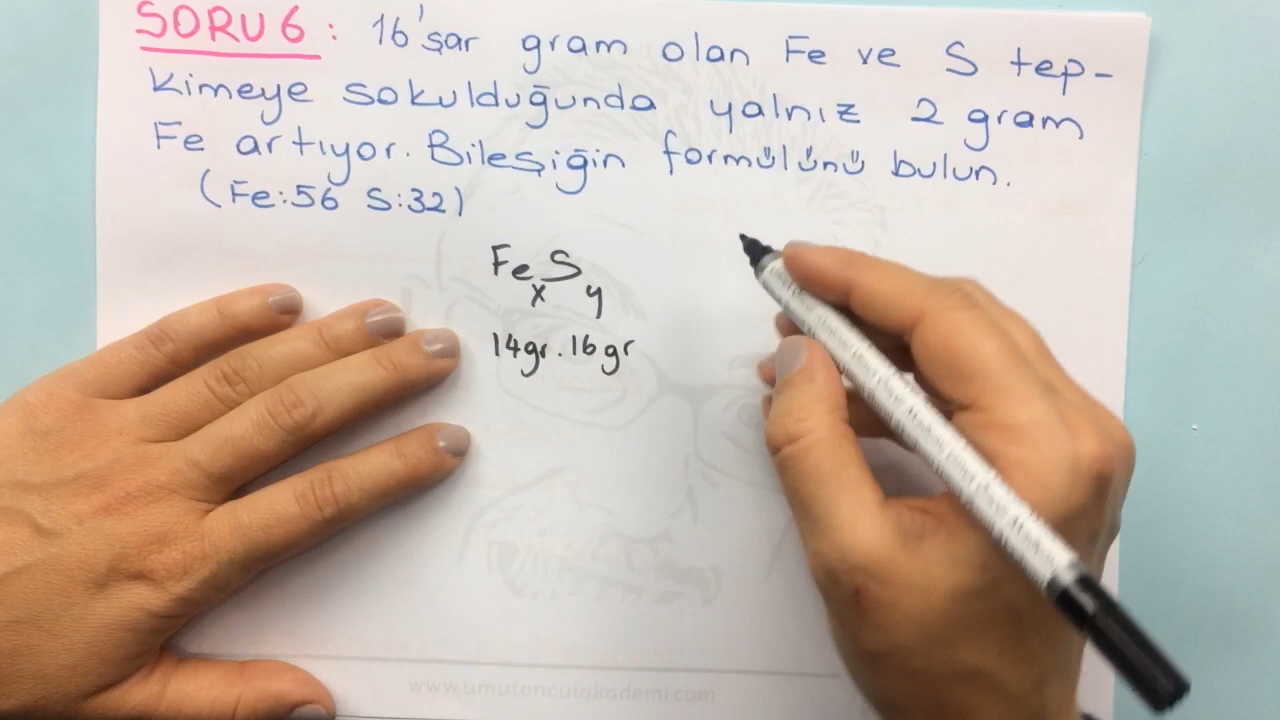 SORU 6 : 16'şar gram olan Fe ve S tep-
kimeye sokulduğunda yalnız 2 gram
Fe artıyor. Bileşiğin formülünü bulun.
(Fe:56 S:32)
FexSy
14gr. 16gr
www.umutoncuIakademi.com